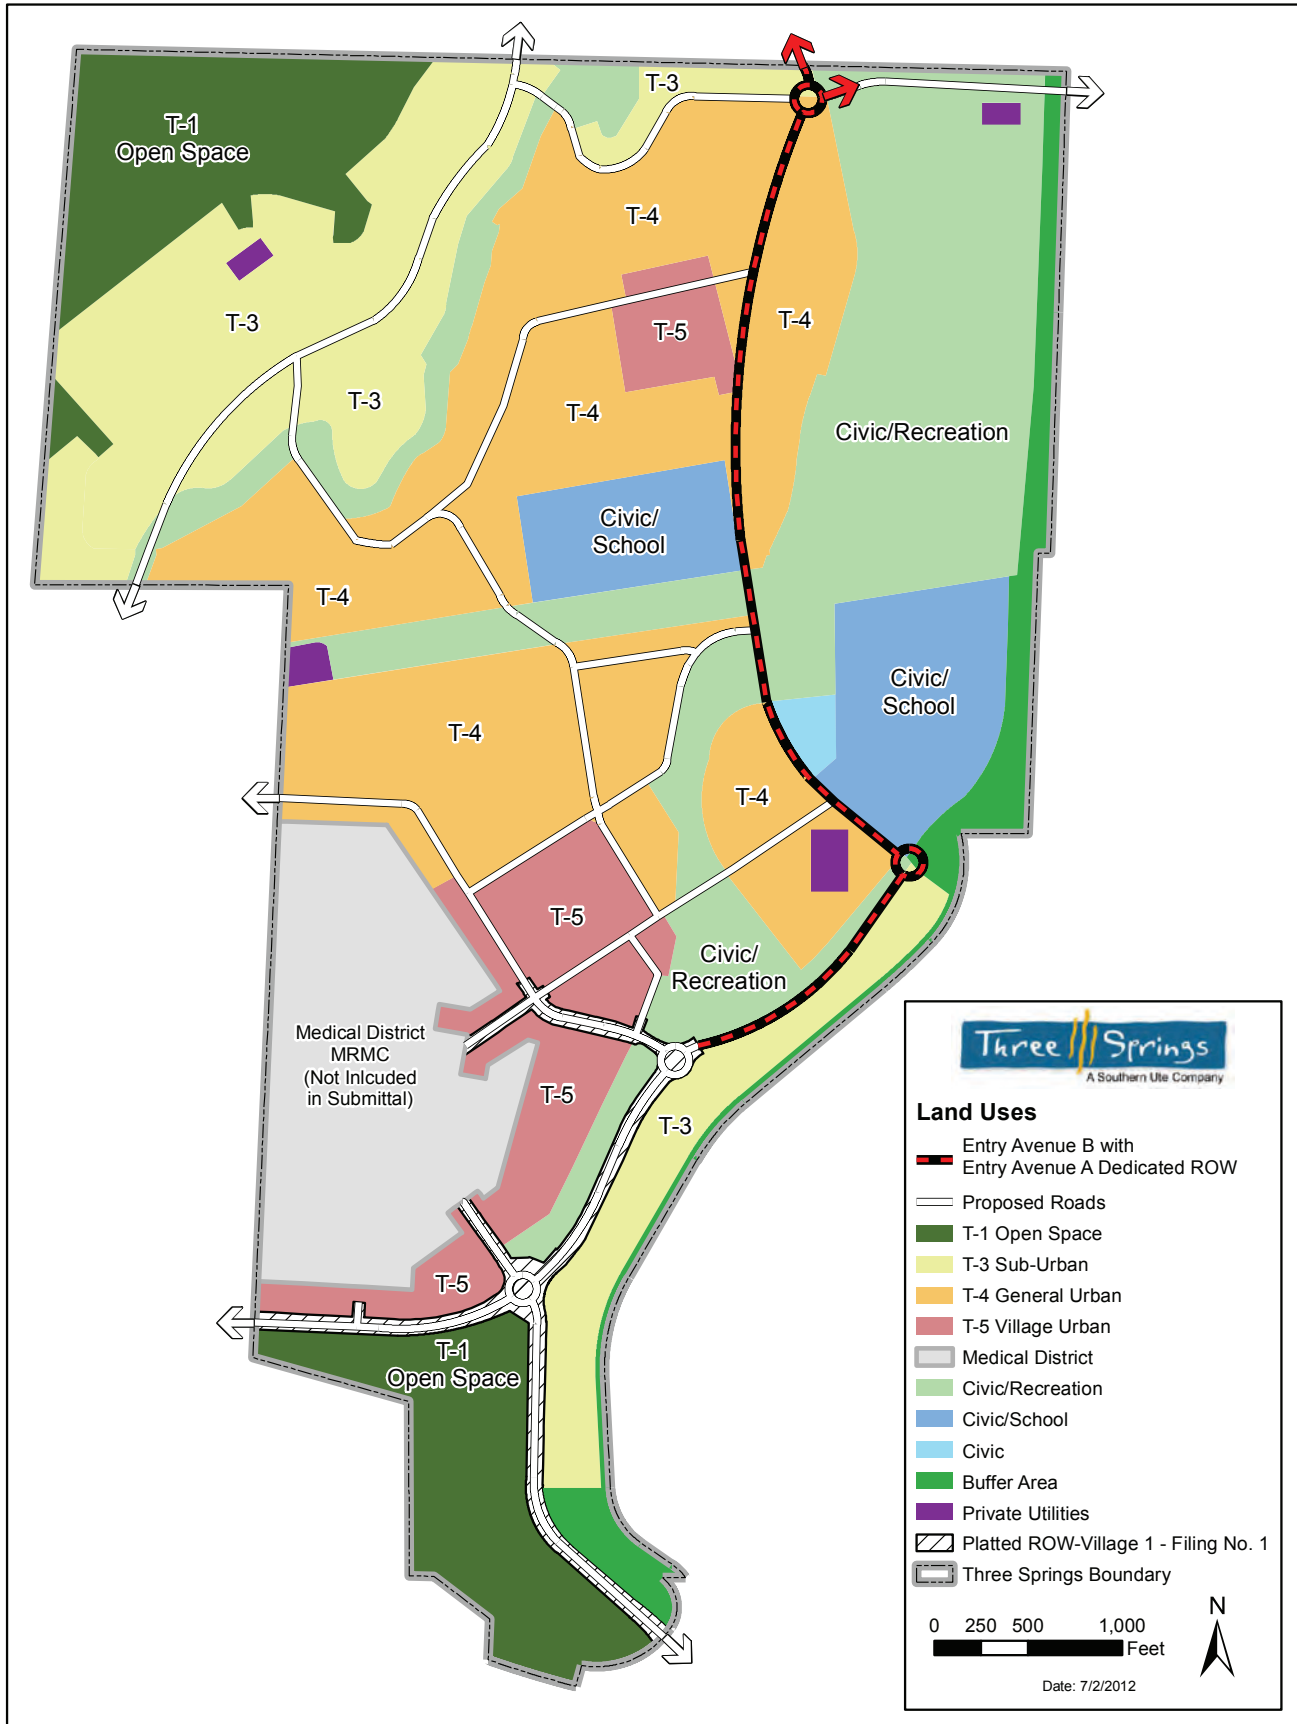 T-3
T-1
Open Space
T-4
T-3
T-4
T-5
T-3
T-4
Civic/Recreation
Civic/
School
T-4
Civic/
School
T-4
T-4
T-5
Civic/
Recreation
Medical District
MRMC
(Not Inlcuded
in Submittal)
T-5
T-3
T-5
T-1
Open Space
Three Springs
A Southern Ute Company
Land Uses
Entry Avenue B with
Entry Avenue A Dedicated ROW
Proposed Roads
T-1 Open Space
T-3 Sub-Urban
T-4 General Urban
T-5 Village Urban
Medical District
Civic/Recreation
Civic/School
Civic
Buffer Area
Private Utilities
Platted ROW-Village 1 - Filing No. 1
Three Springs Boundary
N
0 250 500 1,000
Feet
Date: 7/2/2012